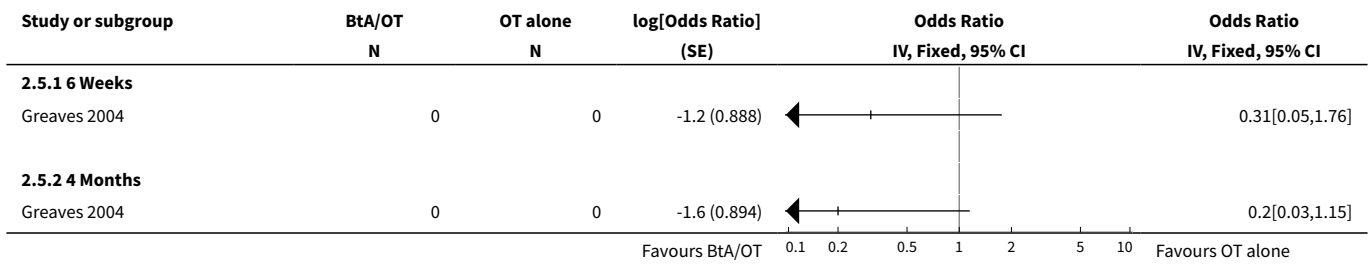 Study or subgroup BtA/OT OT alone log[Odds Ratio] Odds Ratio Odds Ratio
N N (SE) IV, Fixed, 95% CI IV, Fixed, 95% CI
2.5.1 6 Weeks
Greaves 2004 0 0 -1.2 (0.888) 0.31[0.05,1.76]
2.5.2 4 Months
Greaves 2004 0 0 -1.6 (0.894) 0.2[0.03,1.15]
Favours BtA/OT 0.1 0.2 0.5 1 2 5 10 Favours OT alone